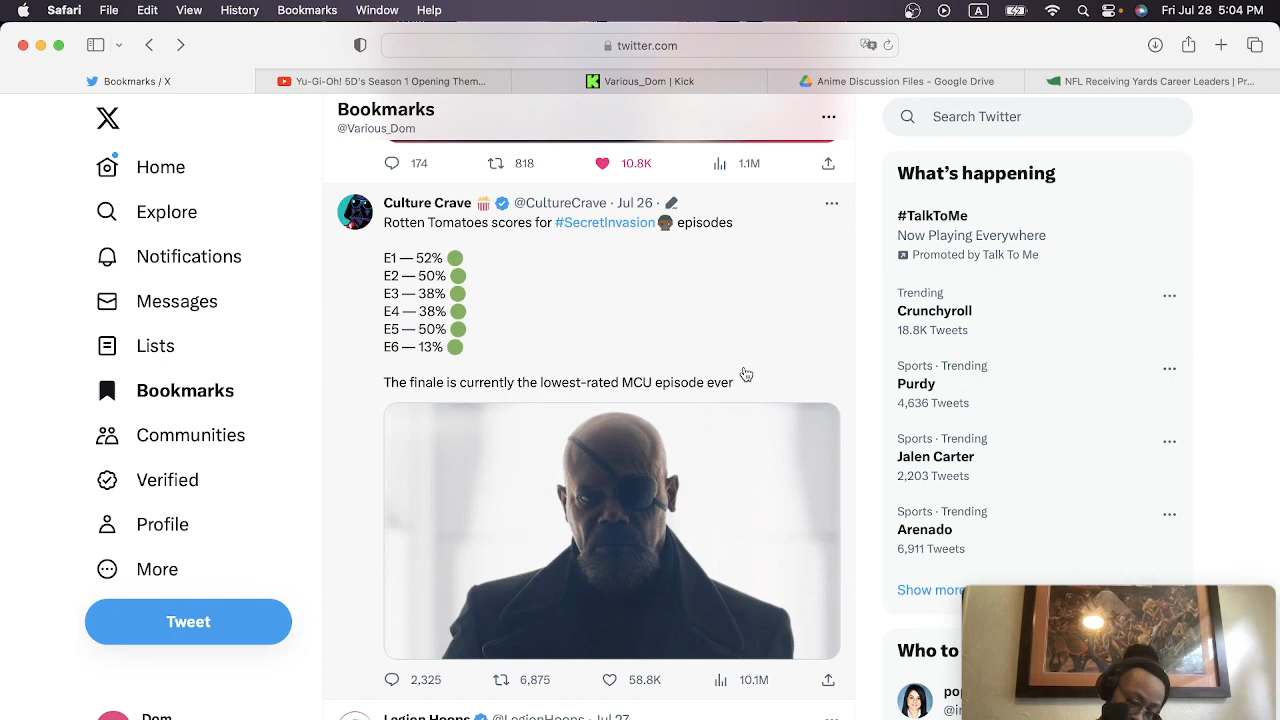 Safari File Edit View History Bookmarks Window Help
A
Fri Jul 28 5:04 PM
twitter.com
Bookmarks / X
Yu-Gi-Oh! 5D's Season 1 Opening Them...
Various_Dom | Kick
Anime Discussion Files - Google Drive
NFL Receiving Yards Career Leaders | Pr...
Home
Explore
Notifications
Messages
Lists
Bookmarks
Communities
Verified
Profile
More
Tweet
Dom
Bookmarks
@Various_Dom
174 818 10.8K 1.1M
Culture Crave @CultureCrave · Jul 26 ·
Rotten Tomatoes scores for #SecretInvasion episodes
E1 — 52%
E2 — 50%
E3 — 38%
E4 — 38%
E5 — 50%
E6 — 13%
The finale is currently the lowest-rated MCU episode ever
2,325 6,875 58.8K 10.1M
Legion Hoops @LegionHoops · Jul 27
Search Twitter
What's happening
#TalkToMe
Now Playing Everywhere
Promoted by Talk To Me
Trending
Crunchyroll
18.8K Tweets
Sports · Trending
Purdy
4,636 Tweets
Sports · Trending
Jalen Carter
2,203 Tweets
Sports · Trending
Arenado
6,911 Tweets
Show more
Who to